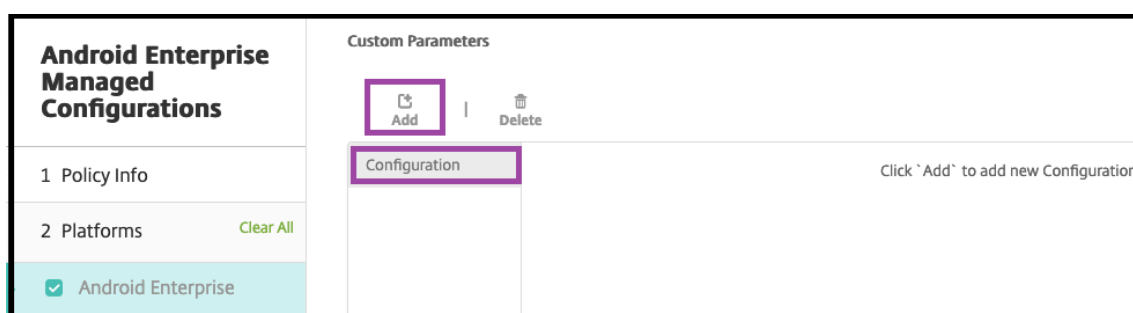 Android Enterprise
Managed
Configurations
1 Policy Info
2 Platforms
Clear All
Android Enterprise
Custom Parameters
Add
Delete
Configuration
Click `Add` to add new Configuration